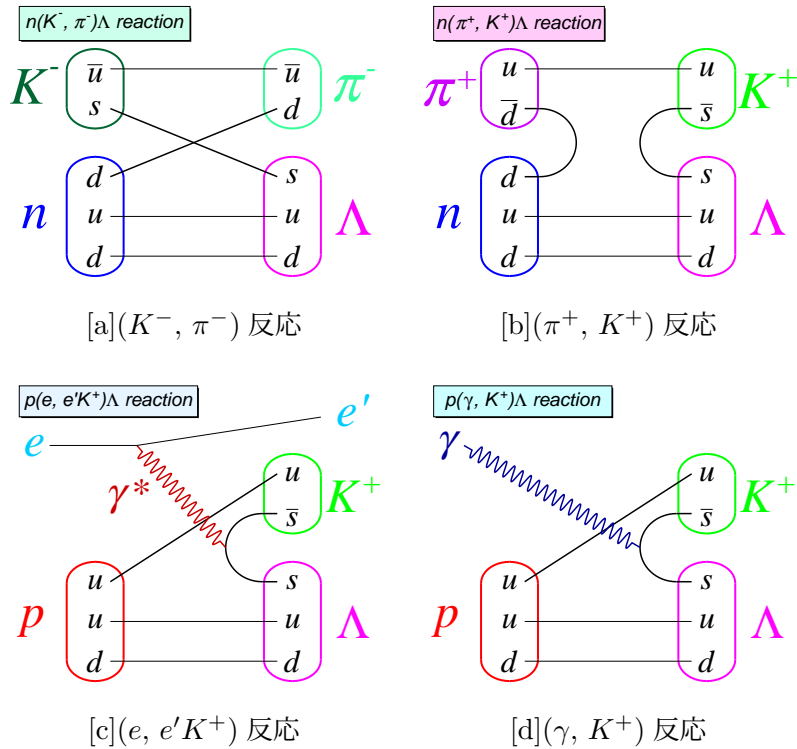 n(K⁻, π⁻)Λ reaction
K⁻ u̅ u̅ π⁻
s d
n d s Λ
u u
d d
[a](K⁻, π⁻) 反応
n(π⁺, K⁺)Λ reaction
π⁺ u u K⁺
d̅ s̅
n d s Λ
u u
d d
[b](π⁺, K⁺) 反応
p(e, e'K⁺)Λ reaction
e e′
γ* u K⁺
s̅
p u s Λ
u u
d d
[c](e, e′K⁺) 反応
p(γ, K⁺)Λ reaction
γ u K⁺
s̅
p u s Λ
u u
d d
[d](γ, K⁺) 反応